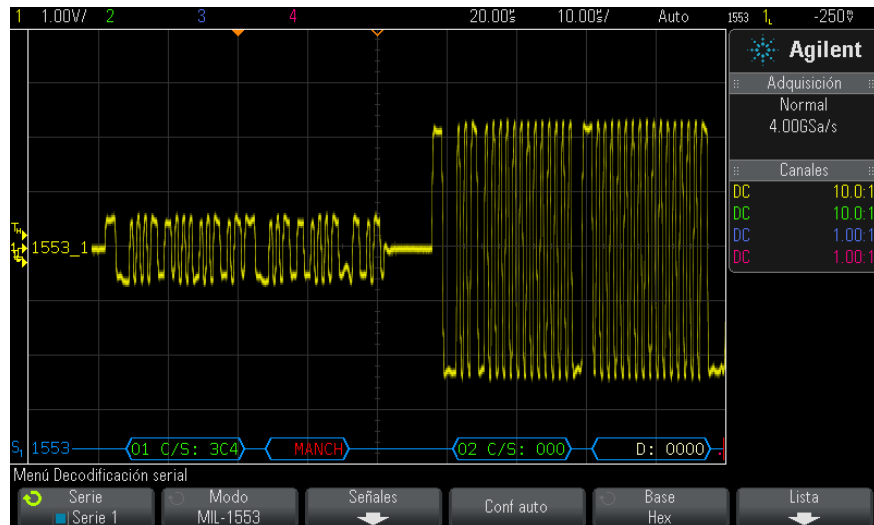 1 1.00V/ 2 3 4 20.00s 10.00s/ Auto 1553 1 L -250
Agilent
Adquisición
Normal
4.00GSa/s
Canales
DC 10.0:1
DC 10.0:1
DC 1.00:1
DC 1.00:1
1553_1
S1 1553 01 C/S: 3C4 MANCH 02 C/S: 000 D: 0000
Menú Decodificación serial
Serie Modo Señales Conf auto Base Lista
Serie 1 MIL-1553 Hex